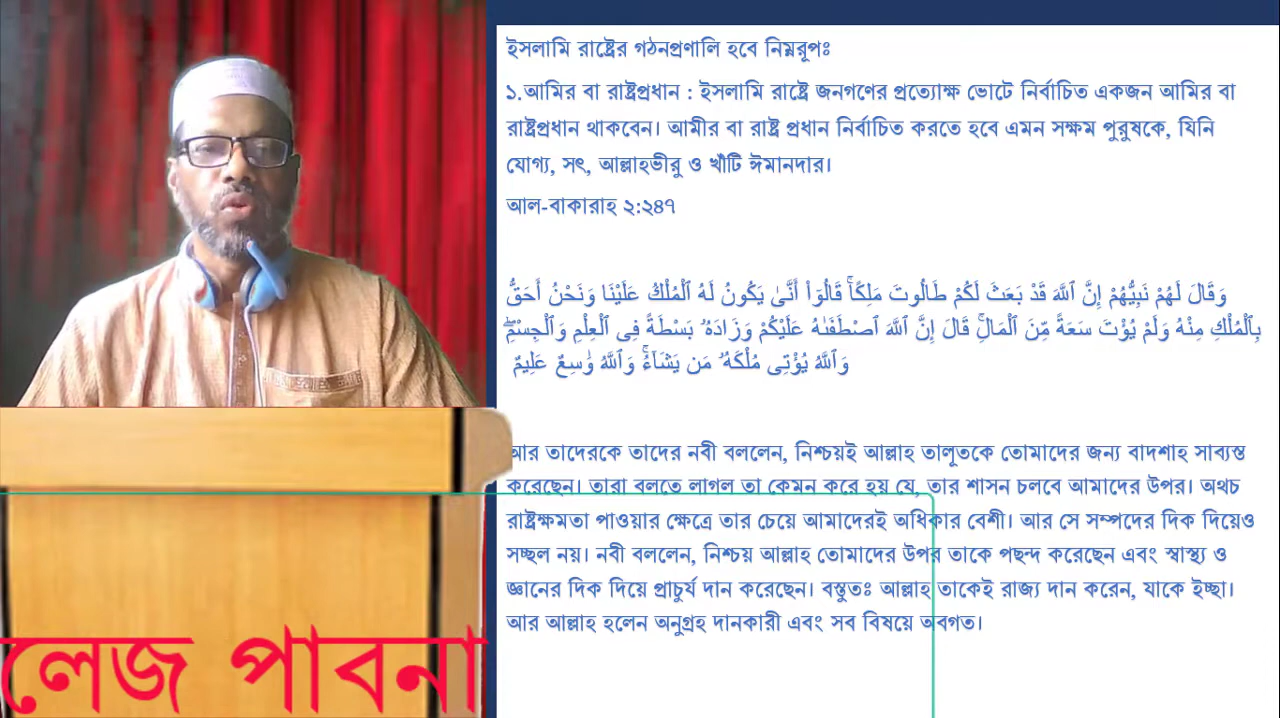 ইসলামি রাষ্ট্রের গঠনপ্রণালি হবে নিম্নরূপঃ
১.আমির বা রাষ্ট্রপ্রধান : ইসলামি রাষ্ট্রে জনগণের প্রত্যোক্ষ ভোটে নির্বাচিত একজন আমির বা
রাষ্ট্রপ্রধান থাকবেন। আমীর বা রাষ্ট্র প্রধান নির্বাচিত করতে হবে এমন সক্ষম পুরুষকে, যিনি
যোগ্য, সৎ, আল্লাহভীরু ও খাঁটি ঈমানদার।
আল-বাকারাহ ২:২৪৭
وَقَالَ لَهُمْ نَبِيُّهُمْ إِنَّ ٱللَّهَ قَدْ بَعَثَ لَكُمْ طَالُوتَ مَلِكًاۚ قَالُوٓا۟ أَنَّىٰ يَكُونُ لَهُ ٱلْمُلْكُ عَلَيْنَا وَنَحْنُ أَحَقُّ
بِٱلْمُلْكِ مِنْهُ وَلَمْ يُؤْتَ سَعَةً مِّنَ ٱلْمَالِۚ قَالَ إِنَّ ٱللَّهَ ٱصْطَفَىٰهُ عَلَيْكُمْ وَزَادَهُۥ بَسْطَةً فِى ٱلْعِلْمِ وَٱلْجِسْمِۖ
وَٱللَّهُ يُؤْتِى مُلْكَهُۥ مَن يَشَآءُۚ وَٱللَّهُ وَٰسِعٌ عَلِيمٌ
আর তাদেরকে তাদের নবী বললেন, নিশ্চয়ই আল্লাহ তালূতকে তোমাদের জন্য বাদশাহ সাব্যস্ত
করেছেন। তারা বলতে লাগল তা কেমন করে হয় যে, তার শাসন চলবে আমাদের উপর। অথচ
রাষ্ট্রক্ষমতা পাওয়ার ক্ষেত্রে তার চেয়ে আমাদেরই অধিকার বেশী। আর সে সম্পদের দিক দিয়েও
সচ্ছল নয়। নবী বললেন, নিশ্চয় আল্লাহ তোমাদের উপর তাকে পছন্দ করেছেন এবং স্বাস্থ্য ও
জ্ঞানের দিক দিয়ে প্রাচুর্য দান করেছেন। বস্তুতঃ আল্লাহ তাকেই রাজ্য দান করেন, যাকে ইচ্ছা।
আর আল্লাহ হলেন অনুগ্রহ দানকারী এবং সব বিষয়ে অবগত।
লেজ পাবনা